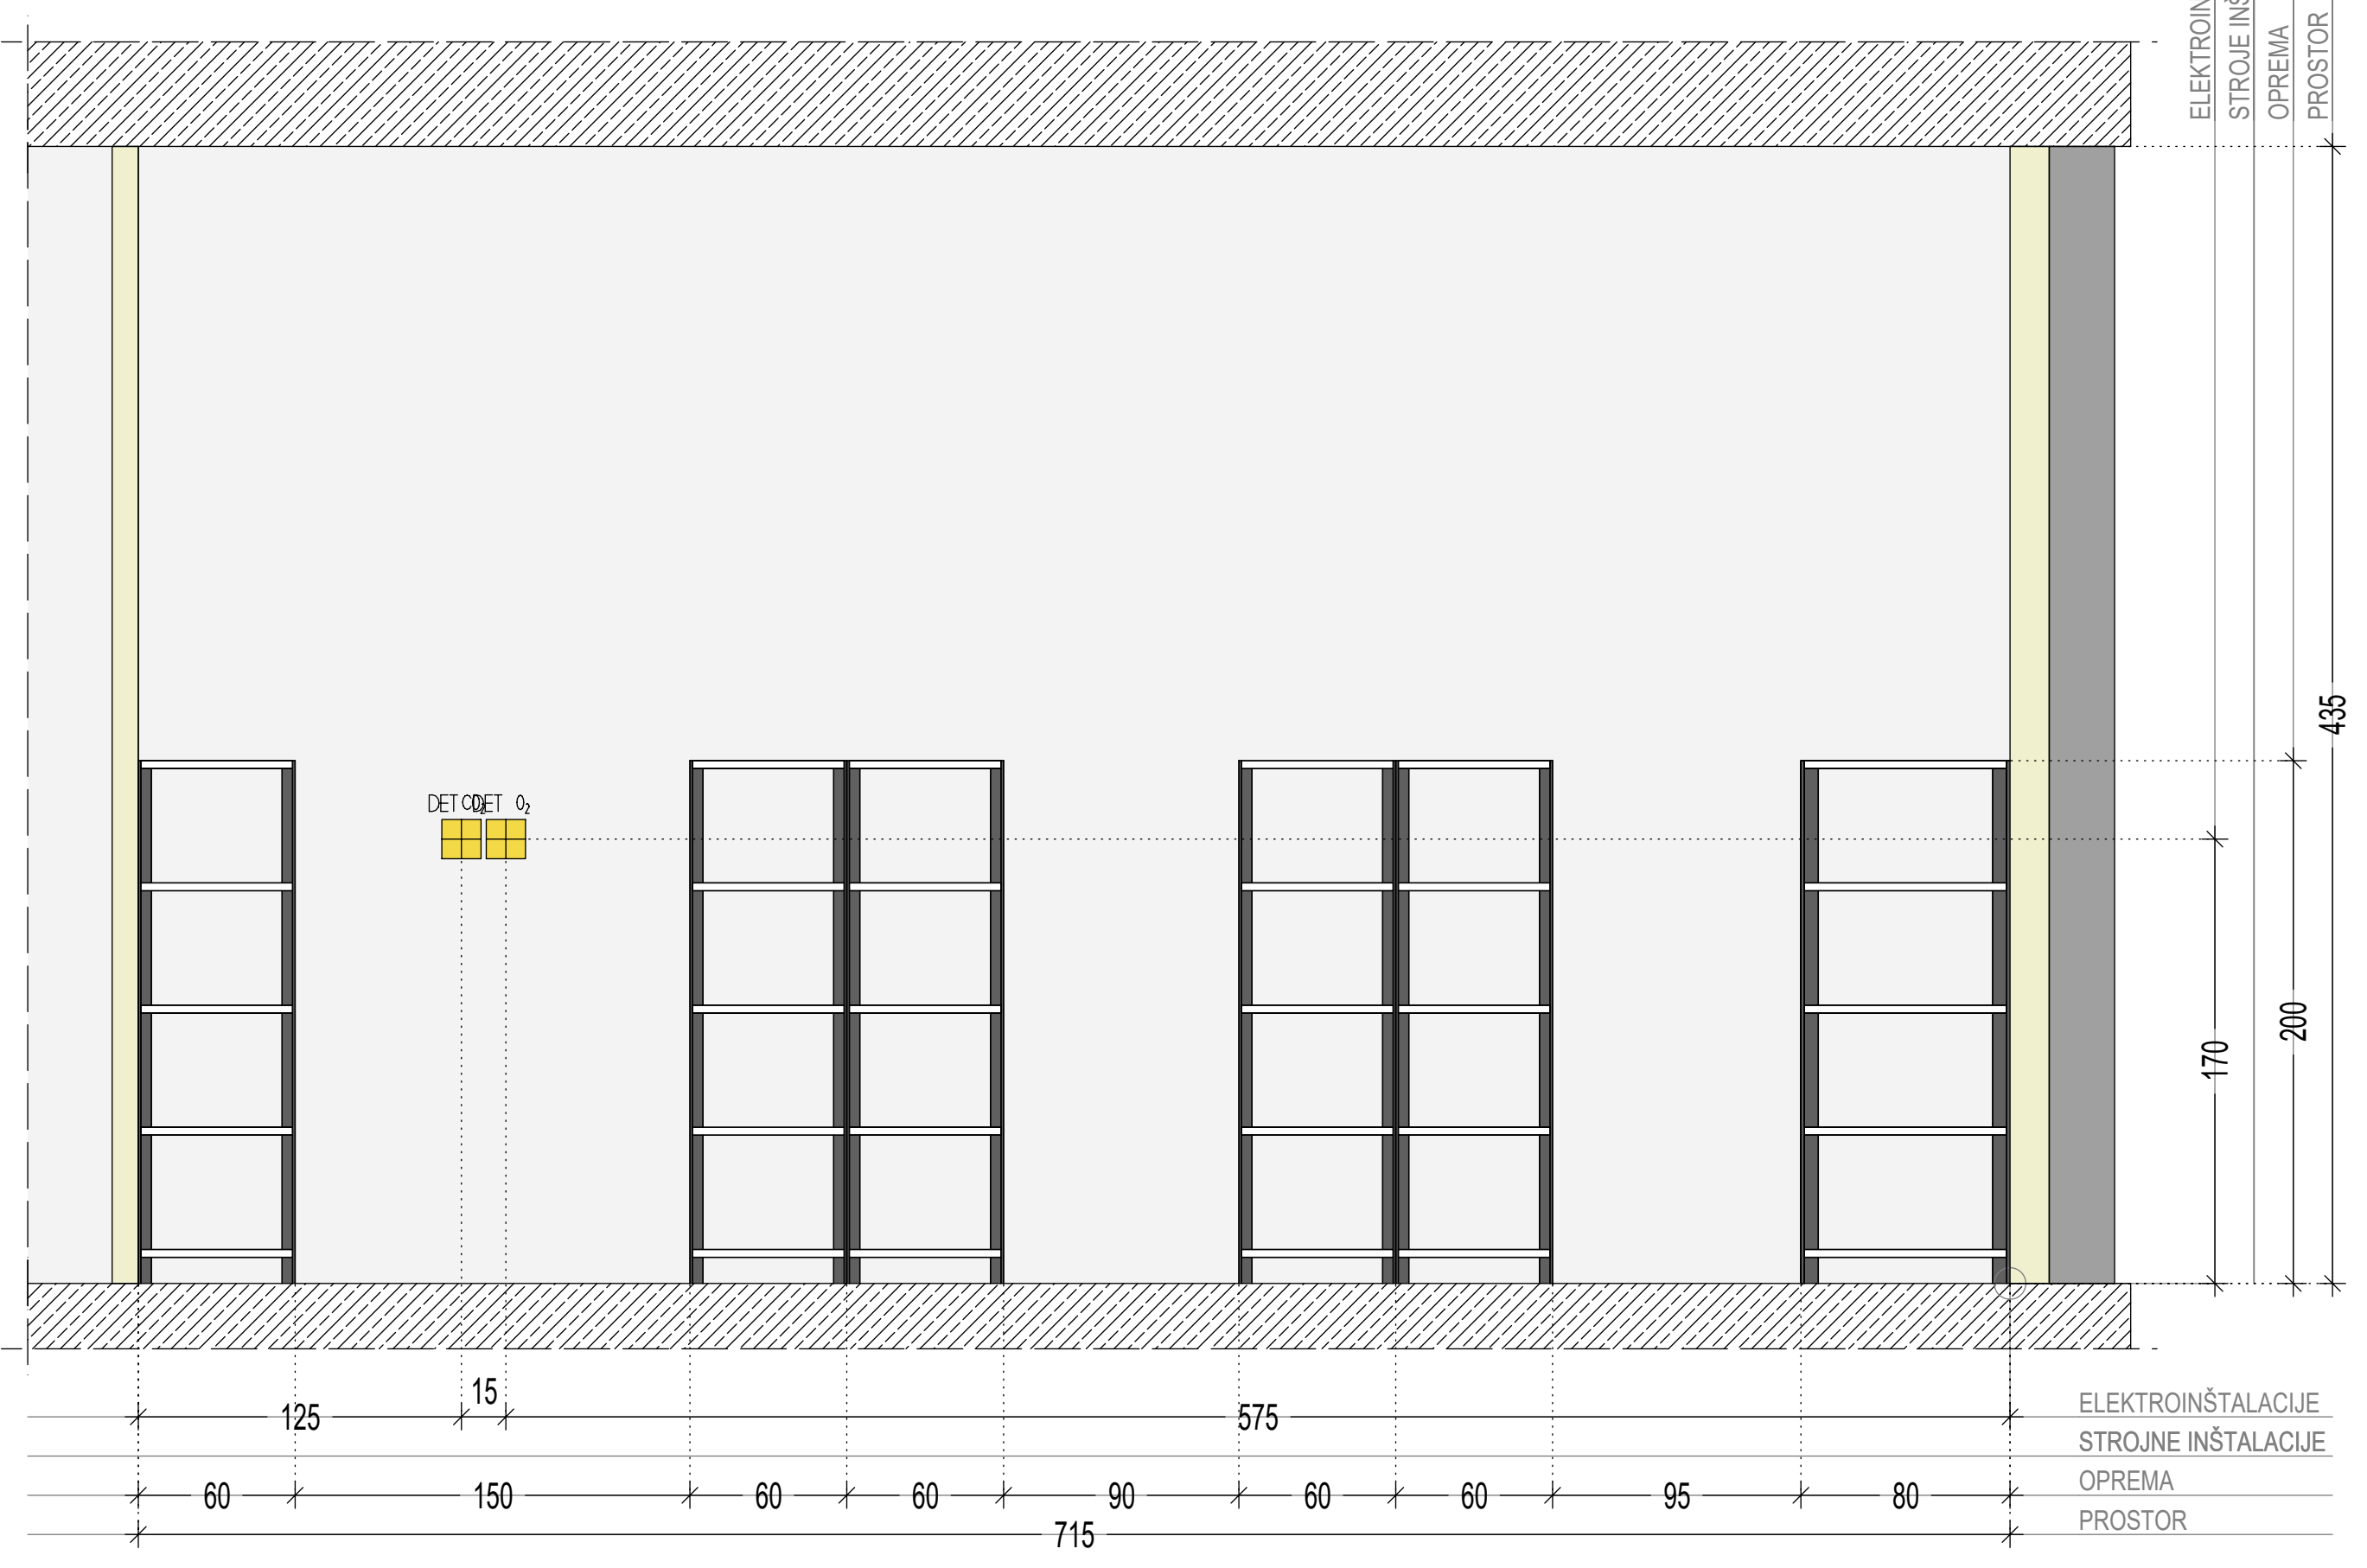 ELEKTROIN
STROJE INŠ
OPREMA
PROSTOR
435
200
170
DET CO₂
DET O₂
15
125
575
ELEKTROINŠTALACIJE
STROJNE INŠTALACIJE
60
150
60
60
90
60
60
95
80
OPREMA
715
PROSTOR